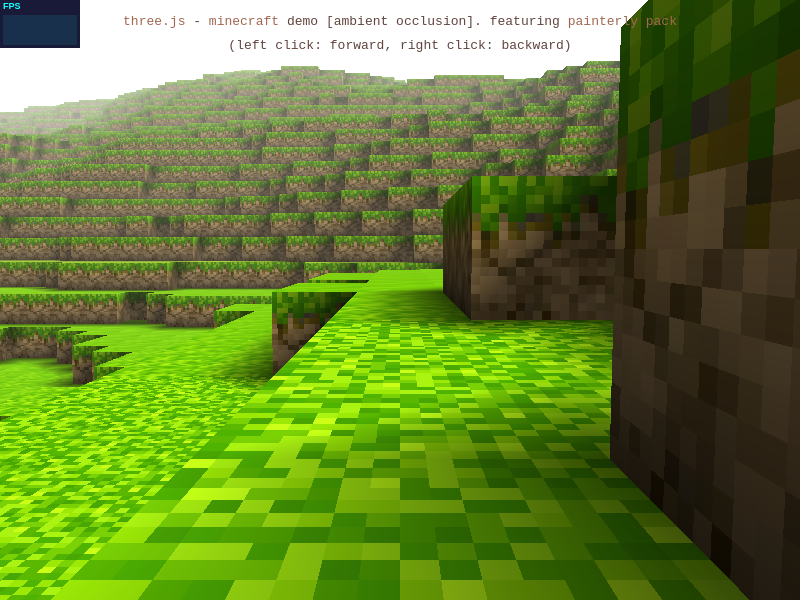 FPS
three.js - minecraft demo [ambient occlusion]. featuring painterly pack
(left click: forward, right click: backward)